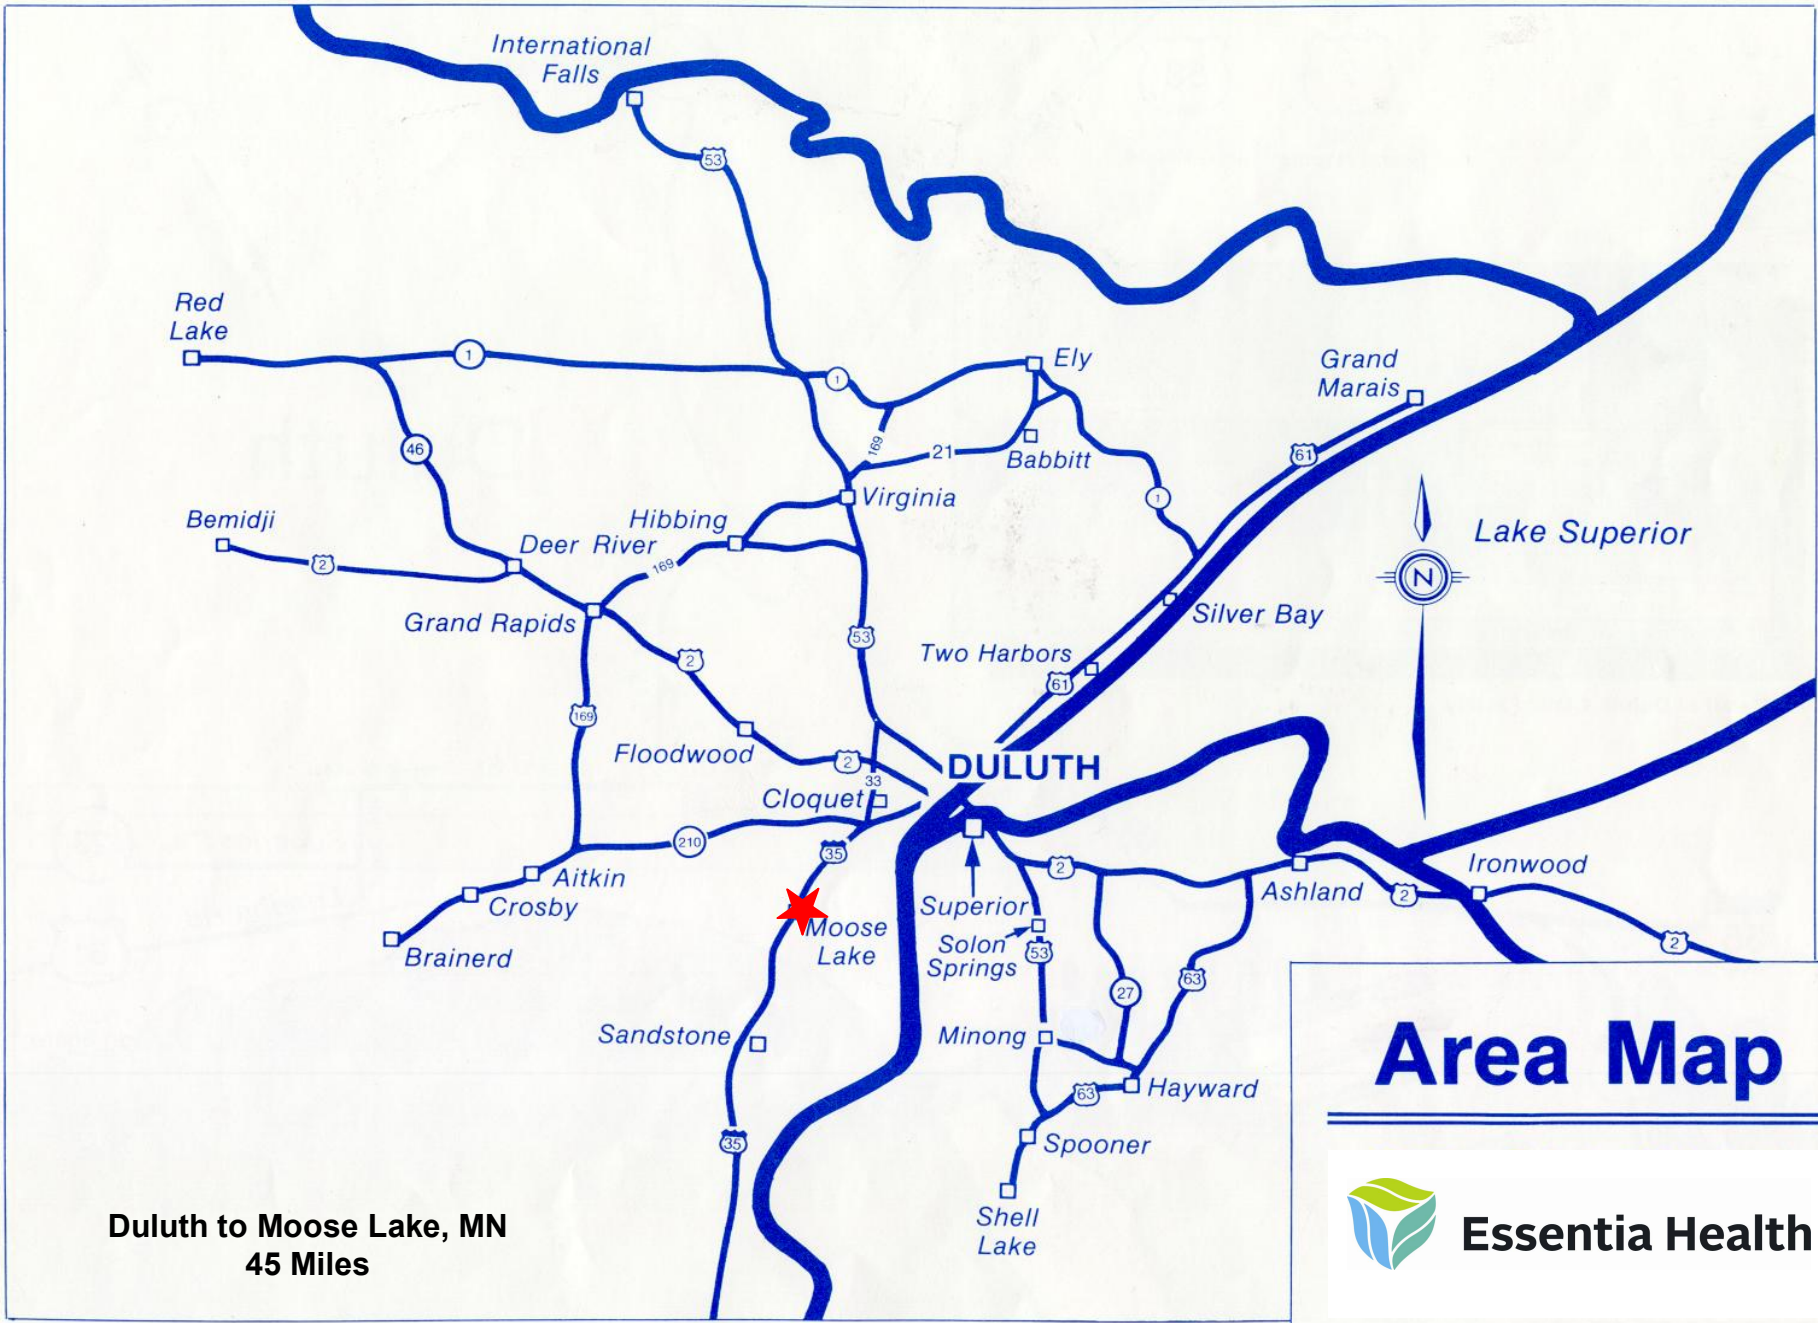 International
Falls
53
Red
Lake
1
1
Ely
Grand
Marais
46
169
21
Babbitt
61
Virginia
1
Bemidji
Hibbing
Deer River
Lake Superior
2
169
N
Grand Rapids
Silver Bay
53
Two Harbors
2
61
169
Floodwood
2
DULUTH
33
Cloquet
210
35
2
Ironwood
Aitkin
Ashland
2
Crosby
Superior
Moose
Lake
Solon
Springs
53
2
Brainerd
27
63
Sandstone
Minong
Area Map
63
Hayward
35
Spooner
Shell
Lake
Duluth to Moose Lake, MN
45 Miles
Essentia Health